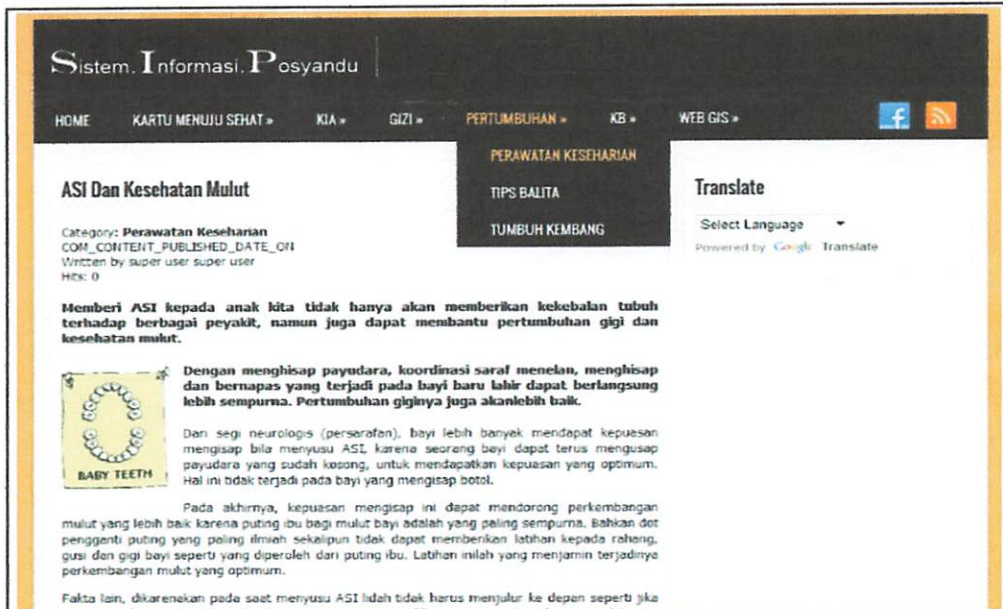 Sistem. Informasi. Posyandu
HOME KARTU MENUJU SEHAT » KIA » GIZI » PERTUMBUHAN » KB » WEB GIS »
PERAWATAN KESEHARIAN
TIPS BALITA
TUMBUH KEMBANG
ASI Dan Kesehatan Mulut
Category: Perawatan Keseharian
COM_CONTENT_PUBLISHED_DATE_ON
Written by super user super user
Hits: 0
Memberi ASI kepada anak kita tidak hanya akan memberikan kekebalan tubuh
terhadap berbagai peyakit, namun juga dapat membantu pertumbuhan gigi dan
kesehatan mulut.
BABY TEETH
Dengan menghisap payudara, koordinasi saraf menelan, menghisap
dan bernapas yang terjadi pada bayi baru lahir dapat berlangsung
lebih sempurna. Pertumbuhan giginya juga akanlebih baik.
Dari segi neurologis (persarafan), bayi lebih banyak mendapat kepuasan
mengisap bila menyusu ASI, karena seorang bayi dapat terus mengusap
payudara yang sudah kosong, untuk mendapatkan kepuasan yang optimum.
Hal ini tidak terjadi pada bayi yang mengisap botol.
Pada akhirnya, kepuasan mengisap ini dapat mendorong perkembangan
mulut yang lebih baik karena puting ibu bagi mulut bayi adalah yang paling sempurna. Bahkan dot
pengganti puting yang paling ilmiah sekalipun tidak dapat memberikan latihan kepada rahang,
gusi dan gigi bayi seperti yang diperoleh dari puting ibu. Latihan inilah yang menjamin terjadinya
perkembangan mulut yang optimum.
Fakta lain, dikarenakan pada saat menyusu ASI lidah tidak harus menjulur ke depan seperti jika
Translate
Select Language
Powered by Google Translate